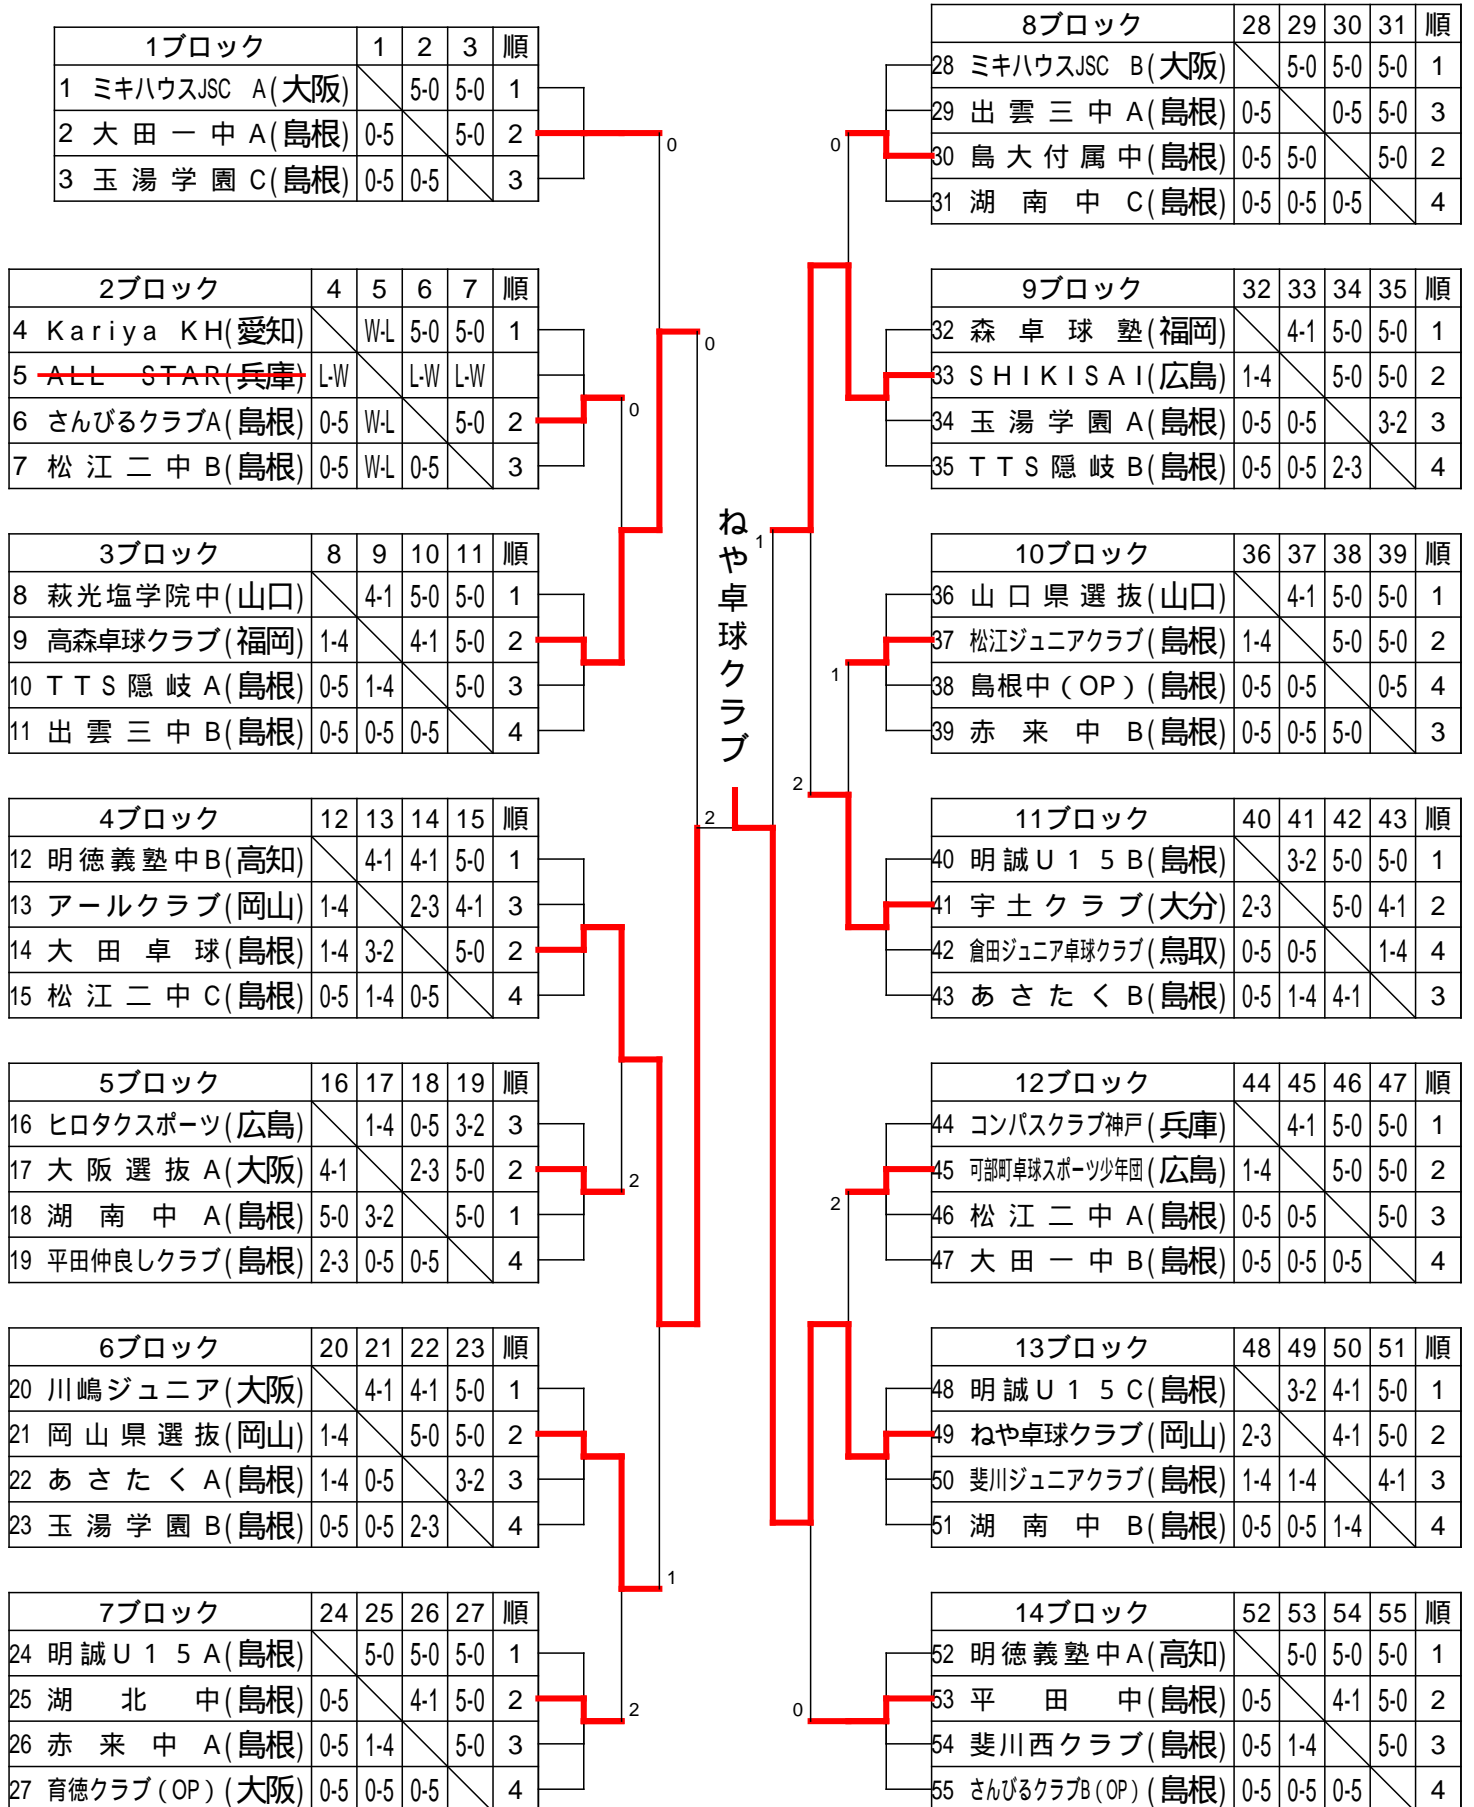 1ブロック 1 2 3 順
1 ミキハウスJSC A(大阪) 5-0 5-0 1
2 大田一中A(島根) 0-5 5-0 2
3 玉湯学園C(島根) 0-5 0-5 3
0
2ブロック 4 5 6 7 順
4 Kariya KH(愛知) W-L 5-0 5-0 1
5 ALL STAR(兵庫) L-W L-W L-W
6 さんびるクラブA(島根) 0-5 W-L 5-0 2
7 松江二中B(島根) 0-5 W-L 0-5 3
0
0
3ブロック 8 9 10 11 順
8 萩光塩学院中(山口) 4-1 5-0 5-0 1
9 高森卓球クラブ(福岡) 1-4 4-1 5-0 2
10 TTS隠岐A(島根) 0-5 1-4 5-0 3
11 出雲三中B(島根) 0-5 0-5 0-5 4
4ブロック 12 13 14 15 順
12 明徳義塾中B(高知) 4-1 4-1 5-0 1
13 アールクラブ(岡山) 1-4 2-3 4-1 3
14 大田卓球(島根) 1-4 3-2 5-0 2
15 松江二中C(島根) 0-5 1-4 0-5 4
2
5ブロック 16 17 18 19 順
16 ヒロタクスポーツ(広島) 1-4 0-5 3-2 3
17 大阪選抜A(大阪) 4-1 2-3 5-0 2
18 湖南中A(島根) 5-0 3-2 5-0 1
19 平田仲良しクラブ(島根) 2-3 0-5 0-5 4
2
6ブロック 20 21 22 23 順
20 川嶋ジュニア(大阪) 4-1 4-1 5-0 1
21 岡山県選抜(岡山) 1-4 5-0 5-0 2
22 あさたくA(島根) 1-4 0-5 3-2 3
23 玉湯学園B(島根) 0-5 0-5 2-3 4
1
7ブロック 24 25 26 27 順
24 明誠U15A(島根) 5-0 5-0 5-0 1
25 湖北中(島根) 0-5 4-1 5-0 2
26 赤来中A(島根) 0-5 1-4 5-0 3
27 育徳クラブ(OP)(大阪) 0-5 0-5 0-5 4
2
ねや卓球クラブ
1
8ブロック 28 29 30 31 順
28 ミキハウスJSC B(大阪) 5-0 5-0 5-0 1
29 出雲三中A(島根) 0-5 0-5 5-0 3
30 島大付属中(島根) 0-5 5-0 5-0 2
31 湖南中C(島根) 0-5 0-5 0-5 4
0
9ブロック 32 33 34 35 順
32 森卓球塾(福岡) 4-1 5-0 5-0 1
33 SHIKISAI(広島) 1-4 5-0 5-0 2
34 玉湯学園A(島根) 0-5 0-5 3-2 3
35 TTS隠岐B(島根) 0-5 0-5 2-3 4
10ブロック 36 37 38 39 順
36 山口県選抜(山口) 4-1 5-0 5-0 1
37 松江ジュニアクラブ(島根) 1-4 5-0 5-0 2
38 島根中(OP)(島根) 0-5 0-5 0-5 4
39 赤来中B(島根) 0-5 0-5 5-0 3
1
2
11ブロック 40 41 42 43 順
40 明誠U15B(島根) 3-2 5-0 5-0 1
41 宇土クラブ(大分) 2-3 5-0 4-1 2
42 倉田ジュニア卓球クラブ(鳥取) 0-5 0-5 1-4 4
43 あさたくB(島根) 0-5 1-4 4-1 3
12ブロック 44 45 46 47 順
44 コンパスクラブ神戸(兵庫) 4-1 5-0 5-0 1
45 可部町卓球スポーツ少年団(広島) 1-4 5-0 5-0 2
46 松江二中A(島根) 0-5 0-5 5-0 3
47 大田一中B(島根) 0-5 0-5 0-5 4
2
13ブロック 48 49 50 51 順
48 明誠U15C(島根) 3-2 4-1 5-0 1
49 ねや卓球クラブ(岡山) 2-3 4-1 5-0 2
50 斐川ジュニアクラブ(島根) 1-4 1-4 4-1 3
51 湖南中B(島根) 0-5 0-5 1-4 4
14ブロック 52 53 54 55 順
52 明徳義塾中A(高知) 5-0 5-0 5-0 1
53 平田中(島根) 0-5 4-1 5-0 2
54 斐川西クラブ(島根) 0-5 1-4 5-0 3
55 さんびるクラブB(OP)(島根) 0-5 0-5 0-5 4
0